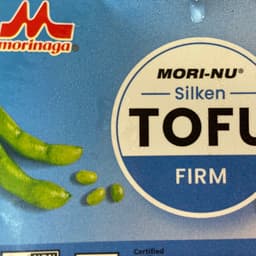 morinaga
MORI-NU®
Silken
TOFU
FIRM
Certified